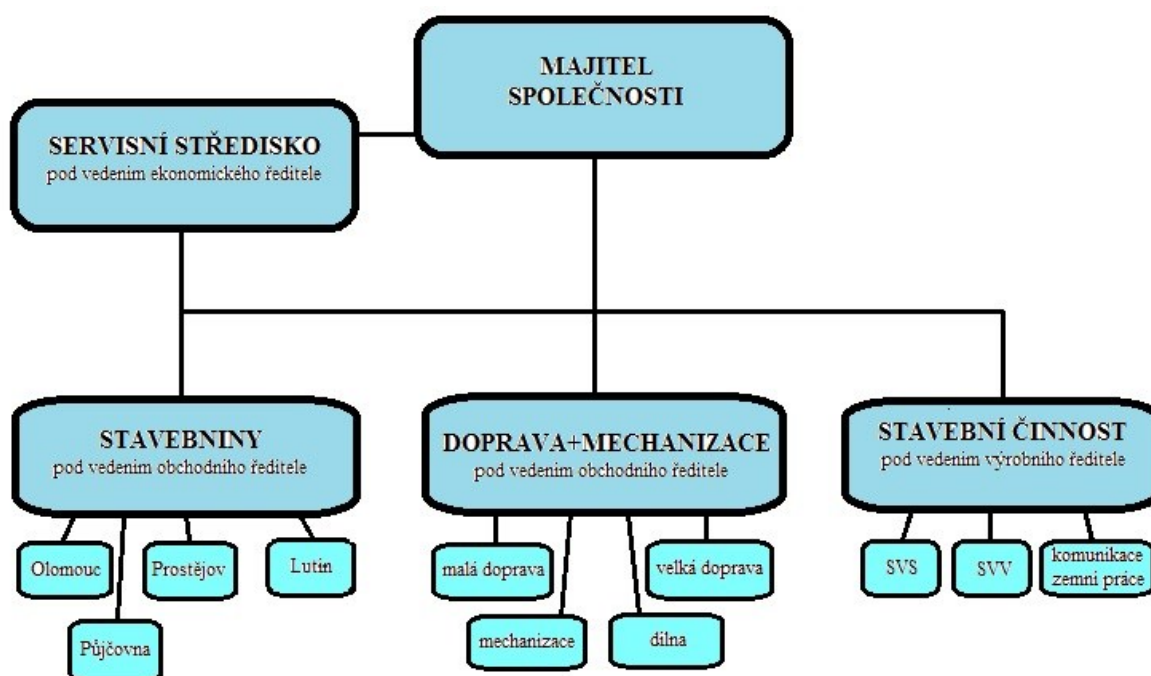 MAJITEL
SPOLEČNOSTI
SERVISNÍ STŘEDISKO
pod vedením ekonomického ředitele
STAVEBNINY
pod vedením obchodního ředitele
DOPRAVA+MECHANIZACE
pod vedením obchodního ředitele
STAVEBNÍ ČINNOST
pod vedením výrobního ředitele
Olomouc
Prostějov
Lutín
Půjčovna
malá doprava
velká doprava
mechanizace
dílna
SVS
SVV
komunikace
zemní práce